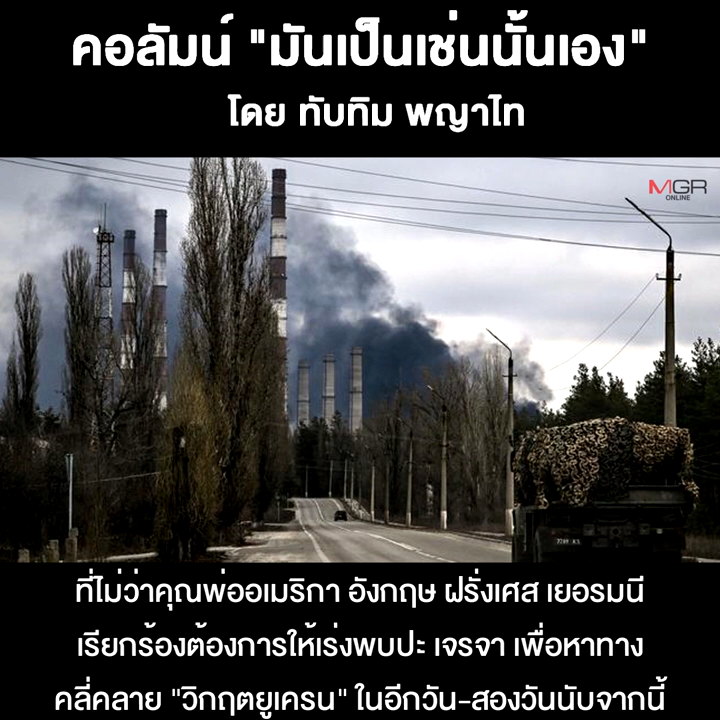 คอลัมน์ "มันเป็นเช่นนั้นเอง"
โดย ทับทิม พญาไท
MGR
ONLINE
ที่ไม่ว่าคุณพ่ออเมริกา อังกฤษ ฝรั่งเศส เยอรมนี
เรียกร้องต้องการให้เร่งพบปะ เจรจา เพื่อหาทาง
คลี่คลาย "วิกฤตยูเครน" ในอีกวัน-สองวันนับจากนี้